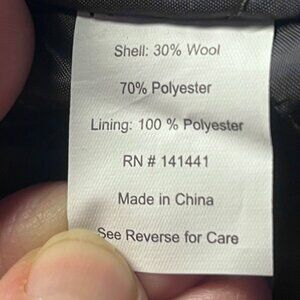 Shell: 30% Wool
70% Polyester
Lining: 100 % Polyester
RN # 141441
Made in China
See Reverse for Care